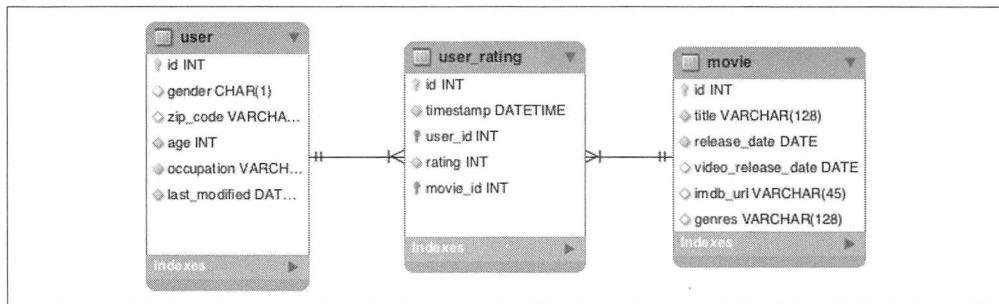 user
id INT
gender CHAR(1)
zip_code VARCHA...
age INT
occupation VARCH...
last_modified DAT...
Indexes
user_rating
id INT
timestamp DATETIME
user_id INT
rating INT
movie_id INT
Indexes
movie
id INT
title VARCHAR(128)
release_date DATE
video_release_date DATE
imdb_url VARCHAR(45)
genres VARCHAR(128)
Indexes